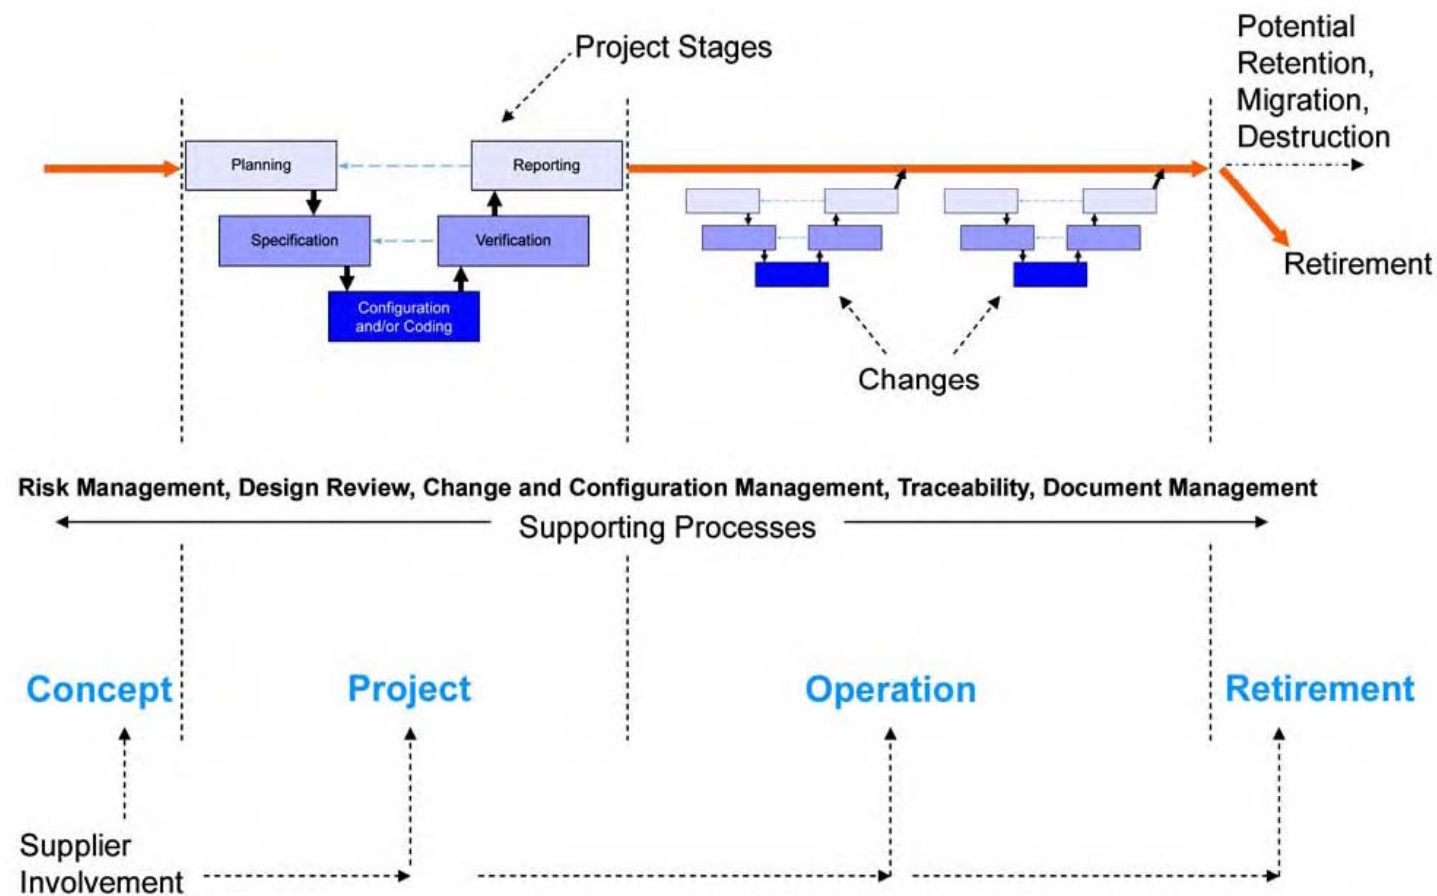 Project Stages
Potential
Retention,
Migration,
Destruction
Planning
Reporting
Specification
Verification
Configuration
and/or Coding
Retirement
Changes
Risk Management, Design Review, Change and Configuration Management, Traceability, Document Management
Supporting Processes
Concept
Project
Operation
Retirement
Supplier
Involvement